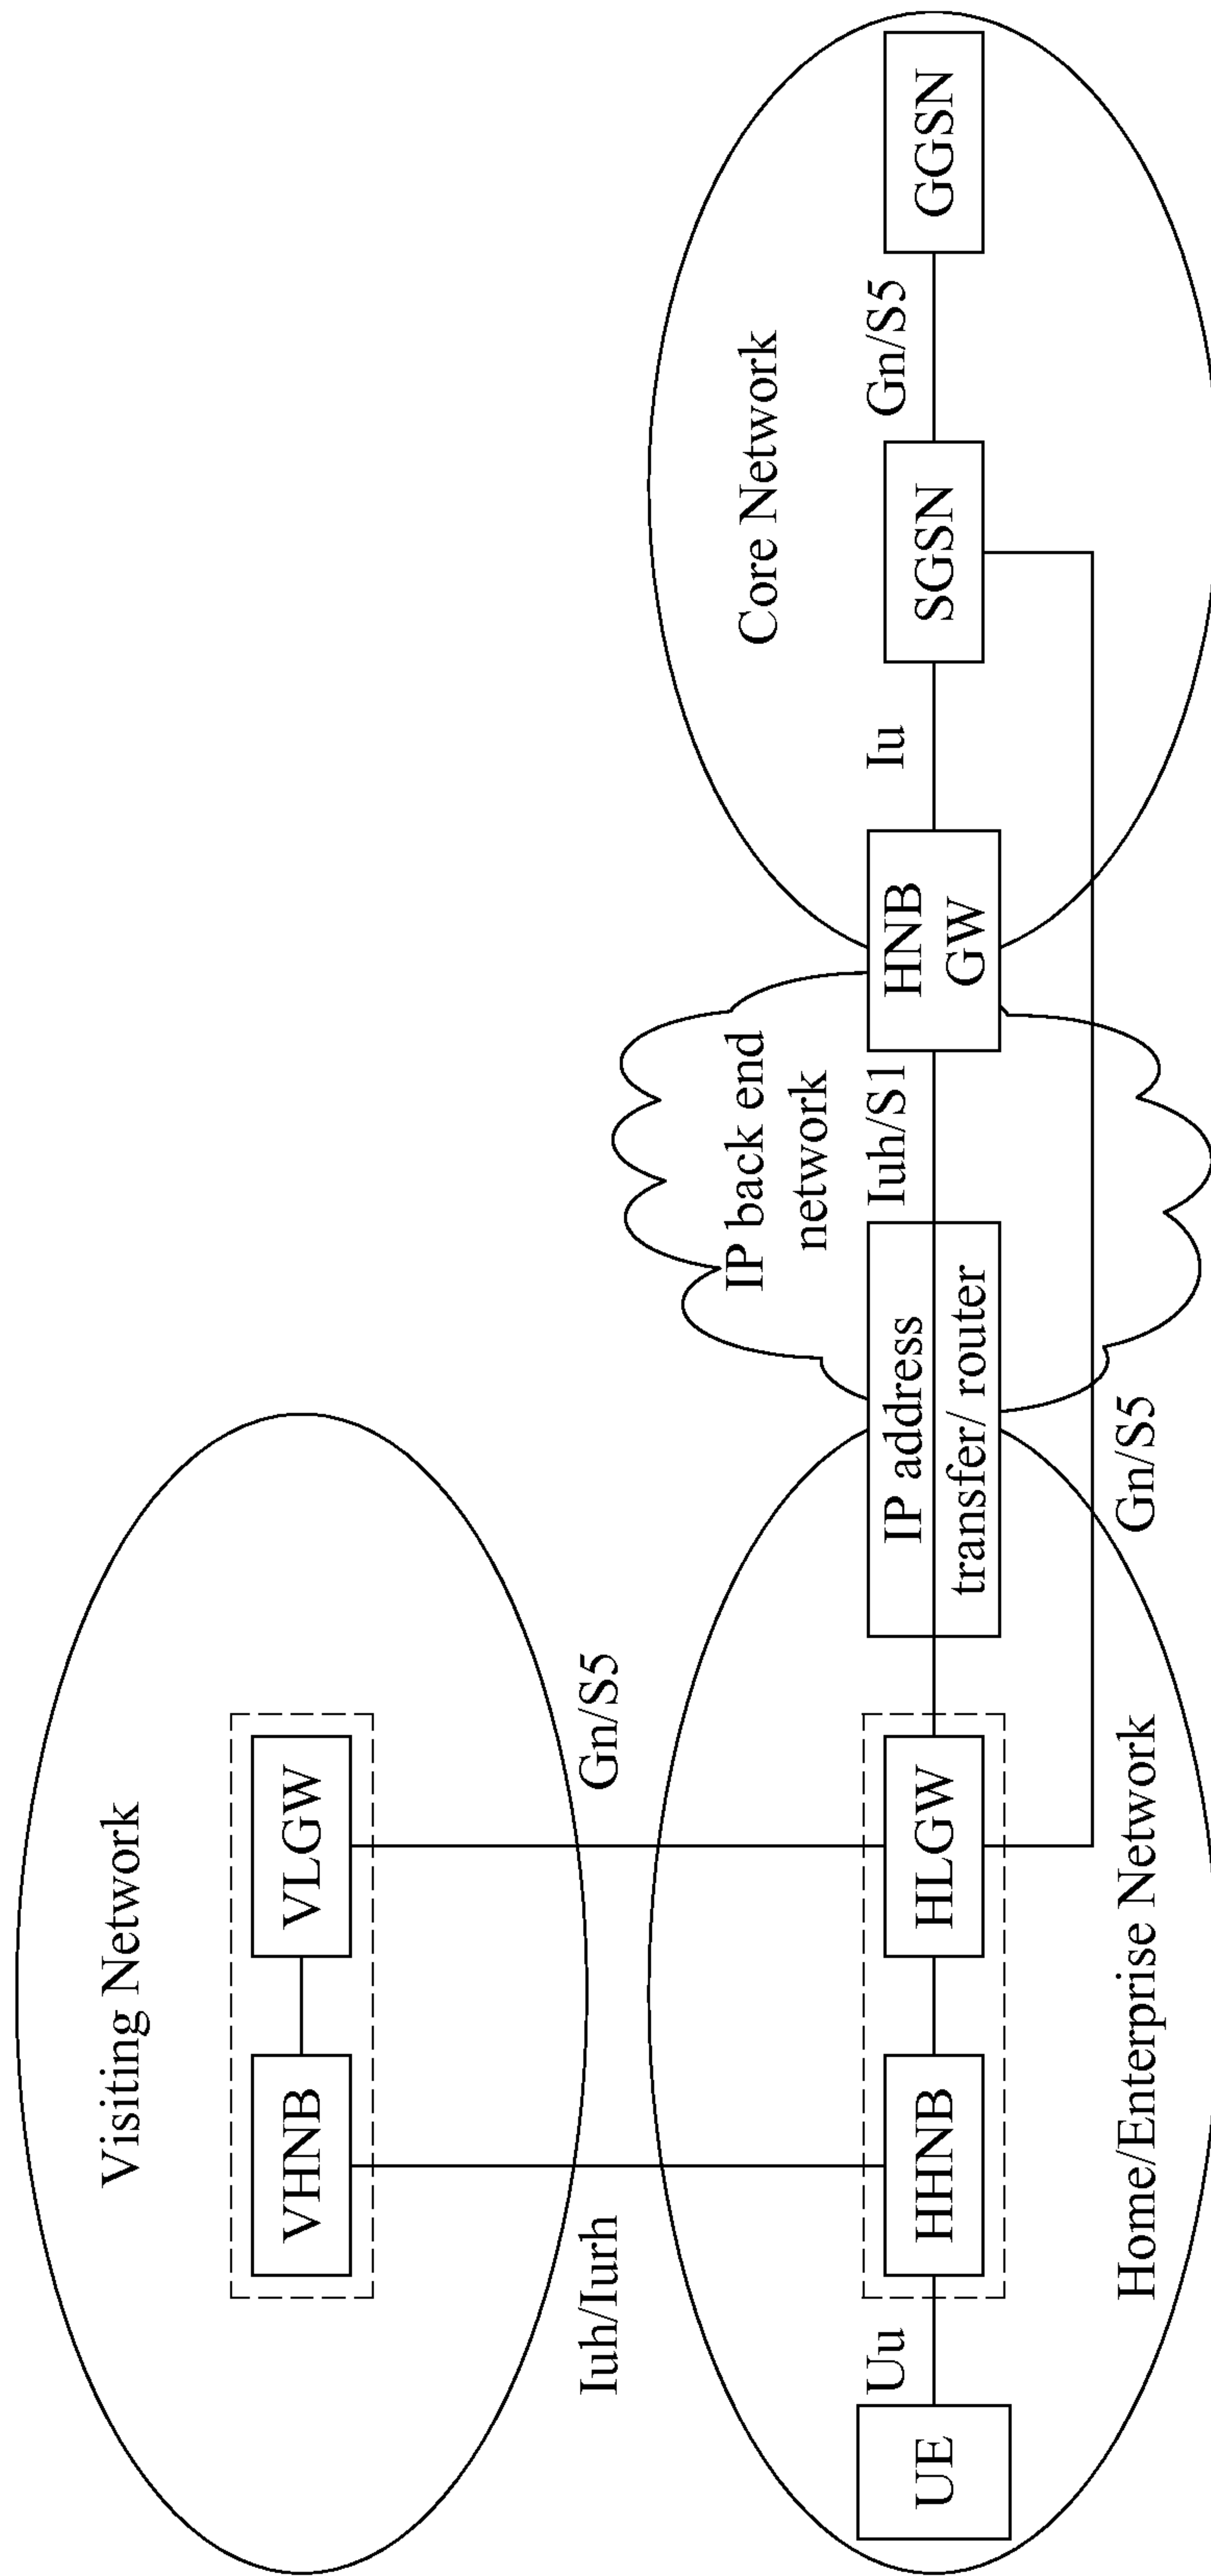 Visiting Network
VHNB
VLGW
Iuh/Iurh
Gn/S5
UE
Uu
HHNB
HLGW
IP address
transfer/ router
IP back end
network
Iuh/S1
HNB
GW
Iu
Core Network
SGSN
Gn/S5
GGSN
Home/Enterprise Network
Gn/S5